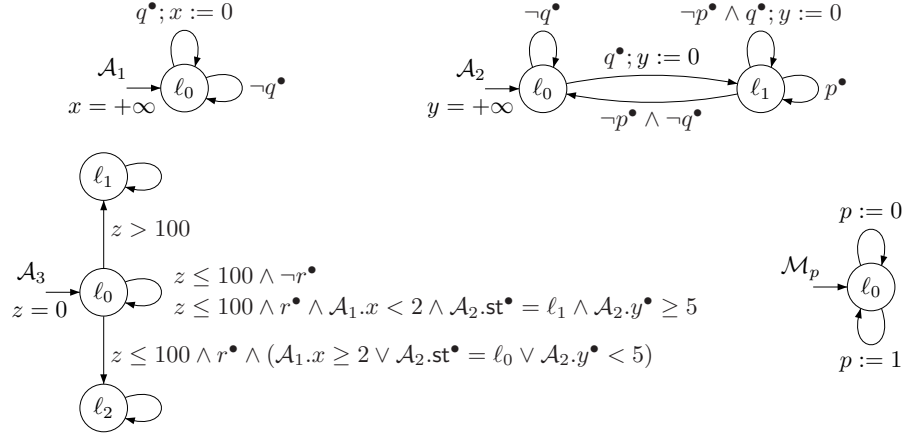 q•; x := 0
A₁
ℓ₀
¬q•
x = +∞
¬q•
¬p• ∧ q•; y := 0
q•; y := 0
A₂
ℓ₀
ℓ₁
p•
y = +∞
¬p• ∧ ¬q•
ℓ₁
z > 100
A₃
ℓ₀
z = 0
z ≤ 100 ∧ ¬r•
z ≤ 100 ∧ r• ∧ A₁.x < 2 ∧ A₂.st• = ℓ₁ ∧ A₂.y• ≥ 5
z ≤ 100 ∧ r• ∧ (A₁.x ≥ 2 ∨ A₂.st• = ℓ₀ ∨ A₂.y• < 5)
ℓ₂
p := 0
Mₚ
ℓ₀
p := 1